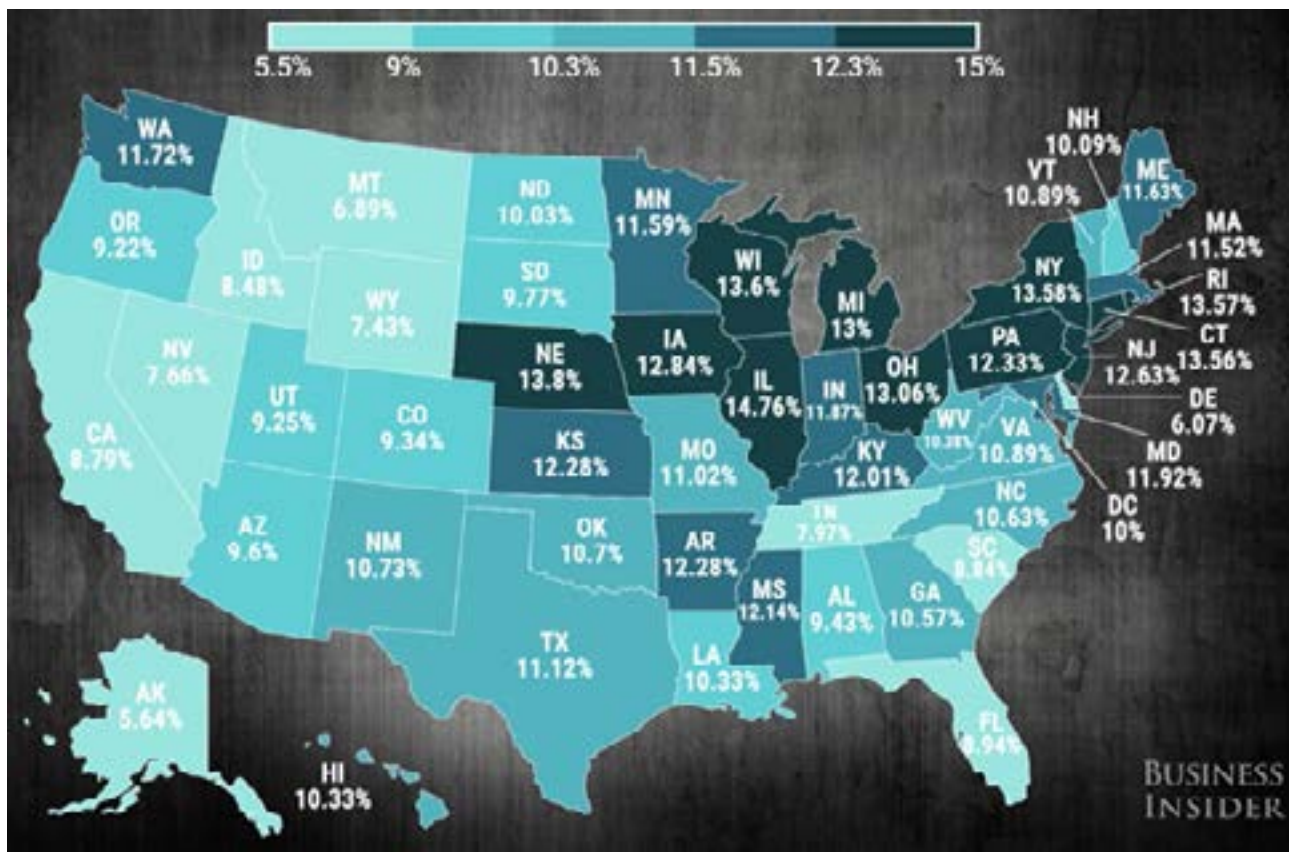 5.5% 9% 10.3% 11.5% 12.3% 15%
WA
11.72%
OR
9.22%
CA
8.79%
NV
7.66%
ID
8.48%
MT
6.89%
WY
7.43%
UT
9.25%
AZ
9.6%
CO
9.34%
NM
10.73%
ND
10.03%
SD
9.77%
NE
13.8%
KS
12.28%
OK
10.7%
TX
11.12%
MN
11.59%
IA
12.84%
MO
11.02%
AR
12.28%
LA
10.33%
WI
13.6%
IL
14.76%
MI
13%
IN
11.87%
OH
13.06%
KY
12.01%
TN
7.97%
MS
12.14%
AL
9.43%
GA
10.57%
FL
8.94%
SC
8.84%
NC
10.63%
VA
10.89%
WV
10.38%
PA
12.33%
NY
13.58%
VT
10.89%
NH
10.09%
ME
11.63%
MA
11.52%
RI
13.57%
CT
13.56%
NJ
12.63%
DE
6.07%
MD
11.92%
DC
10%
AK
5.64%
HI
10.33%
BUSINESS
INSIDER